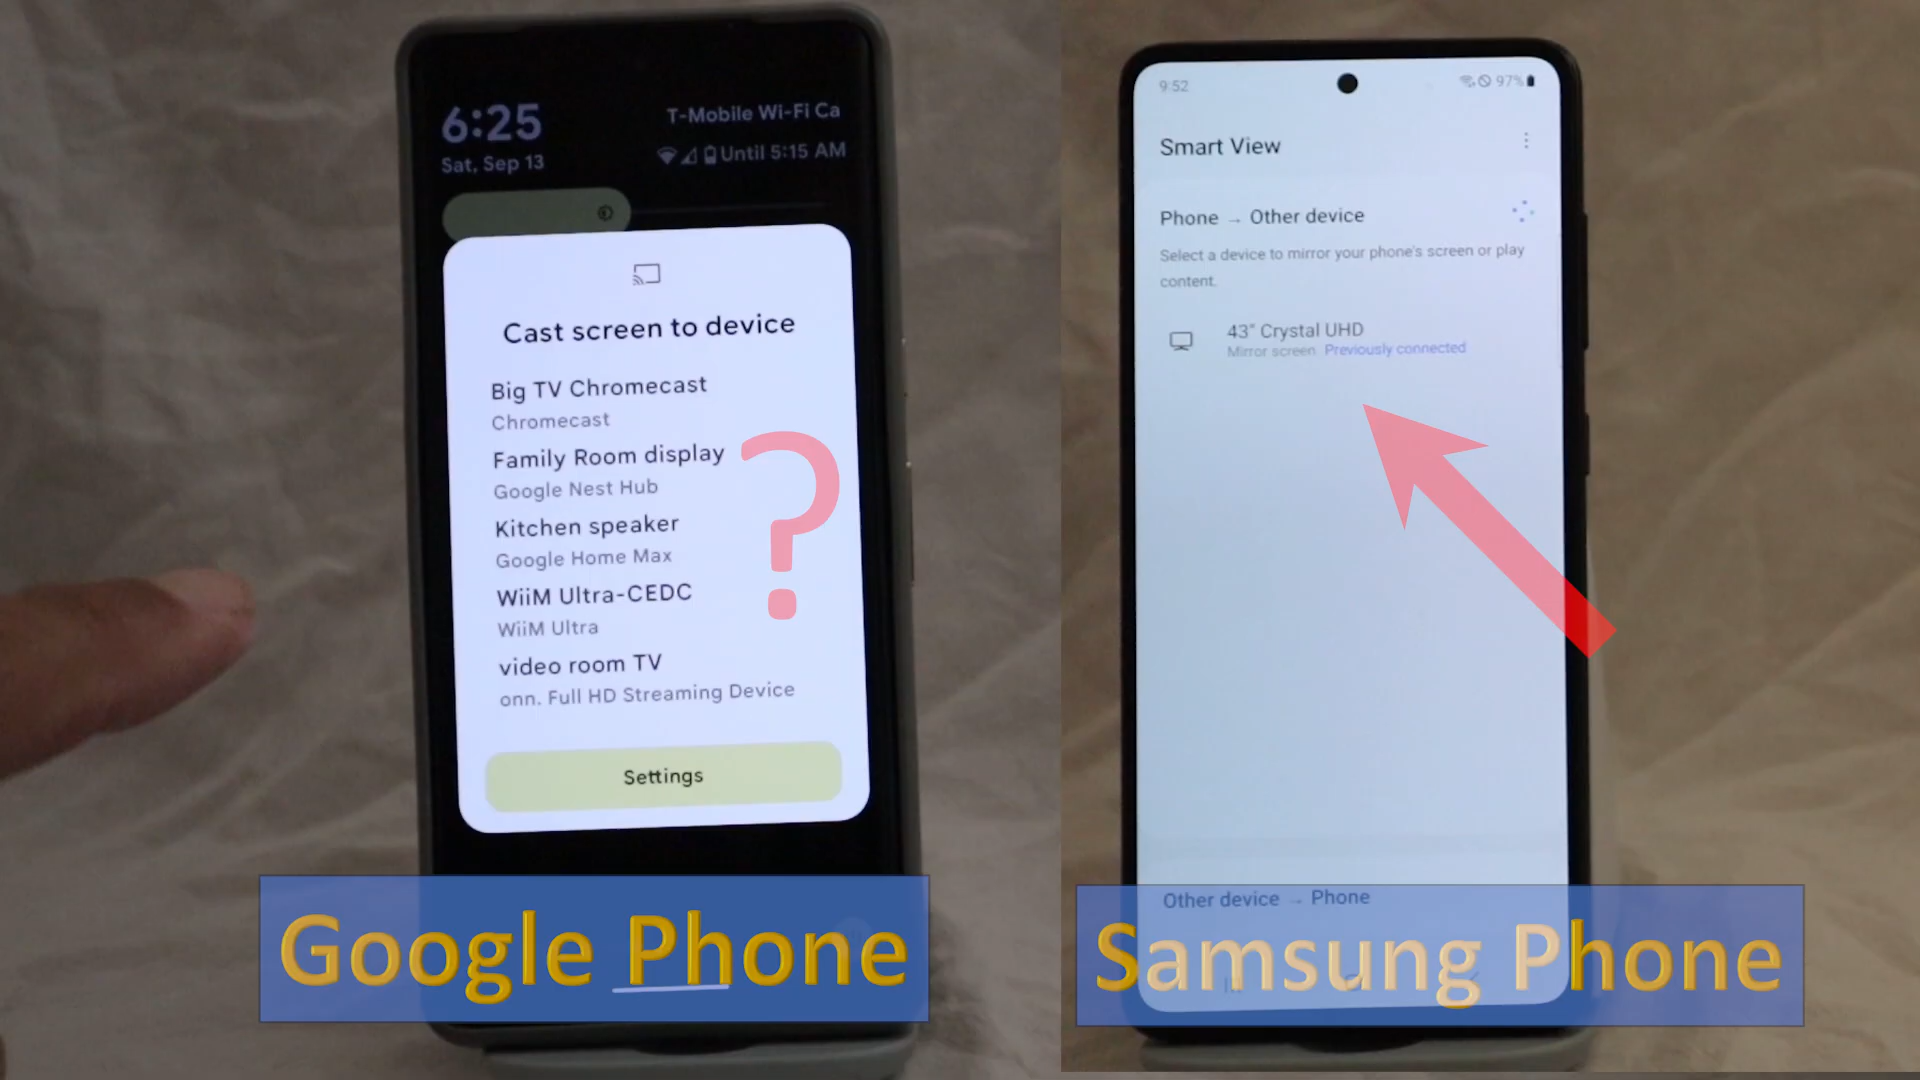 6:25
Sat, Sep 13
T-Mobile Wi-Fi Ca
Until 5:15 AM
Cast screen to device
Big TV Chromecast
Chromecast
Family Room display
Google Nest Hub
Kitchen speaker
Google Home Max
WiiM Ultra-CEDC
WiiM Ultra
video room TV
onn. Full HD Streaming Device
Settings
?
Google Phone
9:52
97%
Smart View
Phone → Other device
Select a device to mirror your phone's screen or play
content.
43" Crystal UHD
Mirror screen Previously connected
Other device → Phone
Samsung Phone